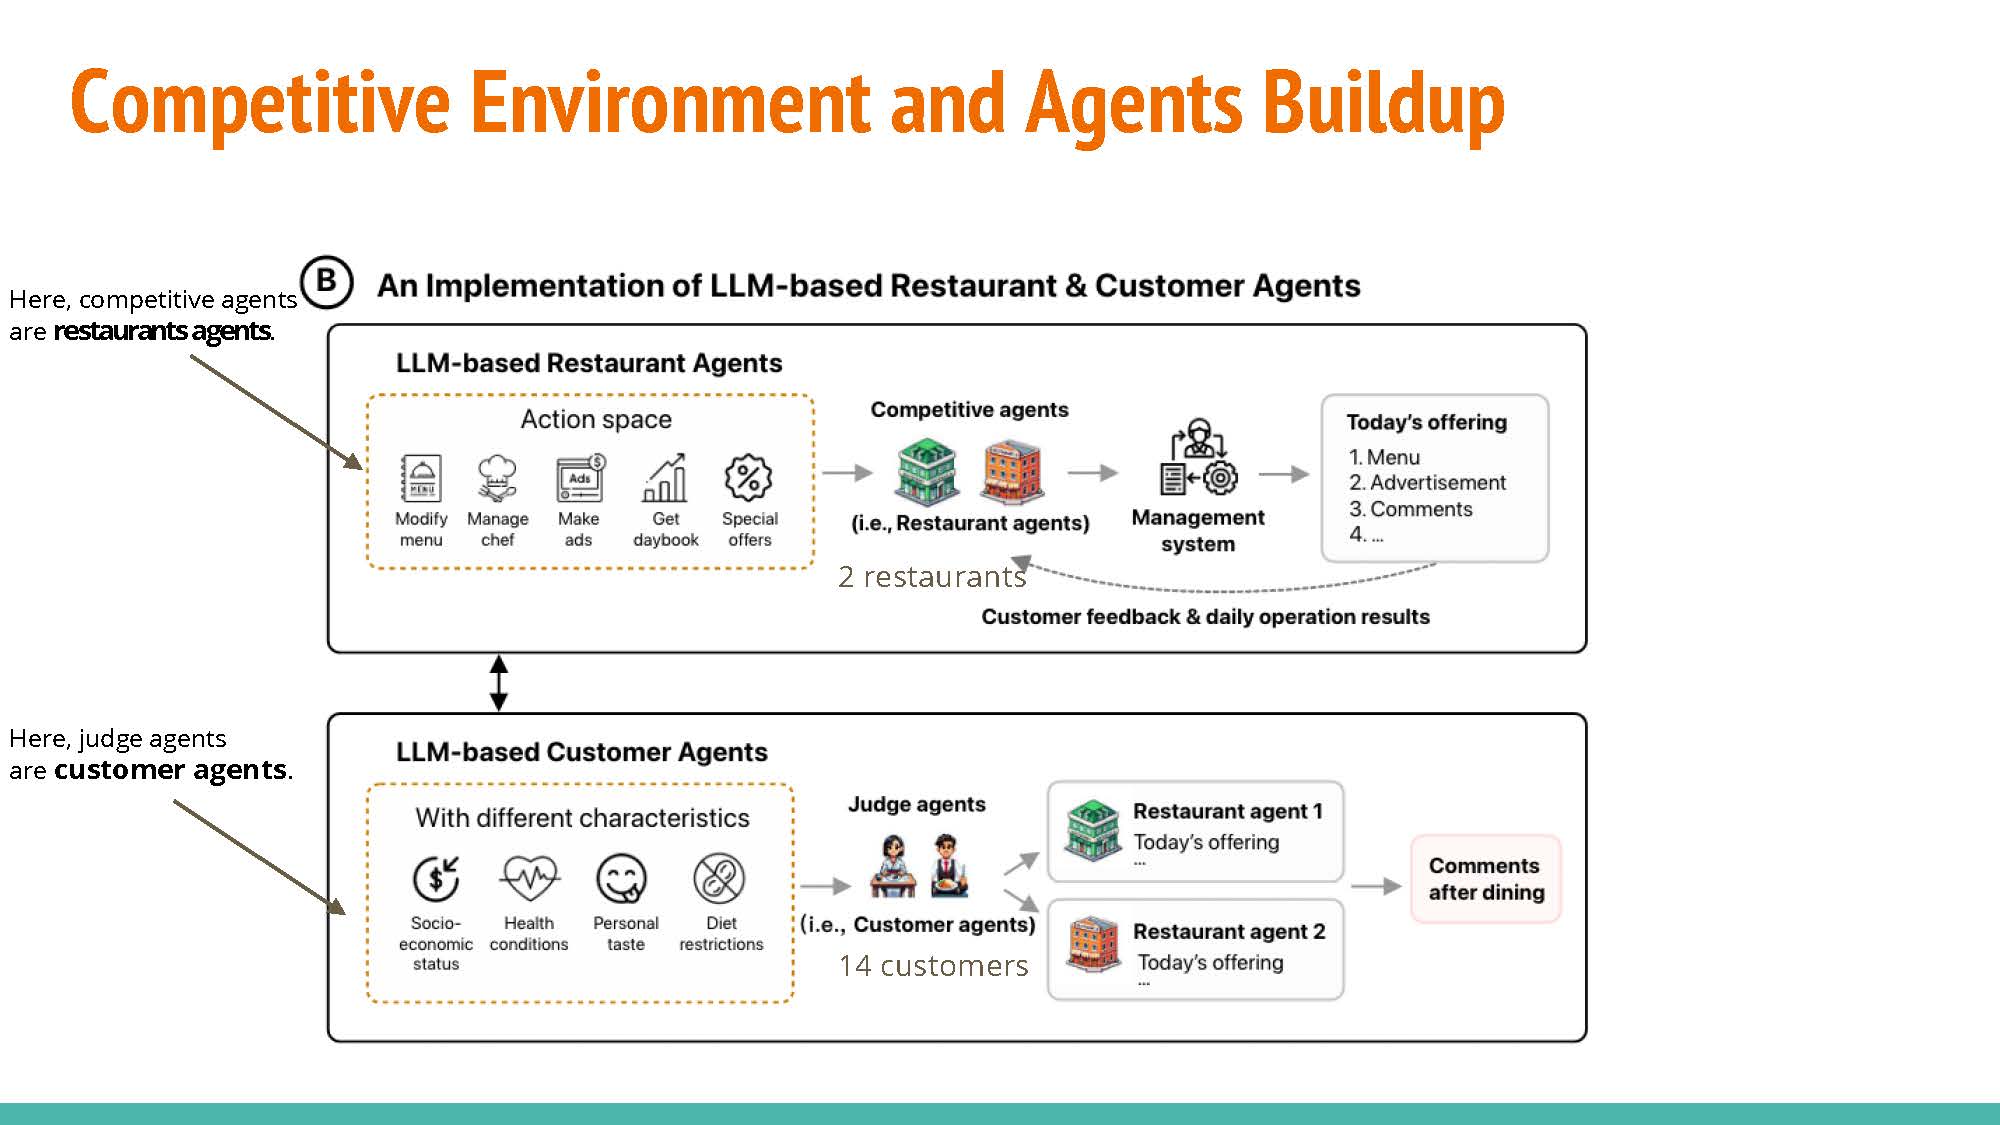 Competitive Environment and Agents Buildup
Here, competitive agents
are restaurants agents.
B
An Implementation of LLM-based Restaurant & Customer Agents
LLM-based Restaurant Agents
Action space
MENU
Ads
$
Modify
menu
Manage
chef
Make
ads
Get
daybook
Special
offers
Competitive agents
(i.e., Restaurant agents)
2 restaurants
Management
system
Today's offering
1. Menu
2. Advertisement
3. Comments
4. ...
Customer feedback & daily operation results
Here, judge agents
are customer agents.
LLM-based Customer Agents
With different characteristics
$
Socio-
economic
status
Health
conditions
Personal
taste
Diet
restrictions
Judge agents
(i.e., Customer agents)
14 customers
Restaurant agent 1
Today's offering
...
Restaurant agent 2
Today's offering
...
Comments
after dining